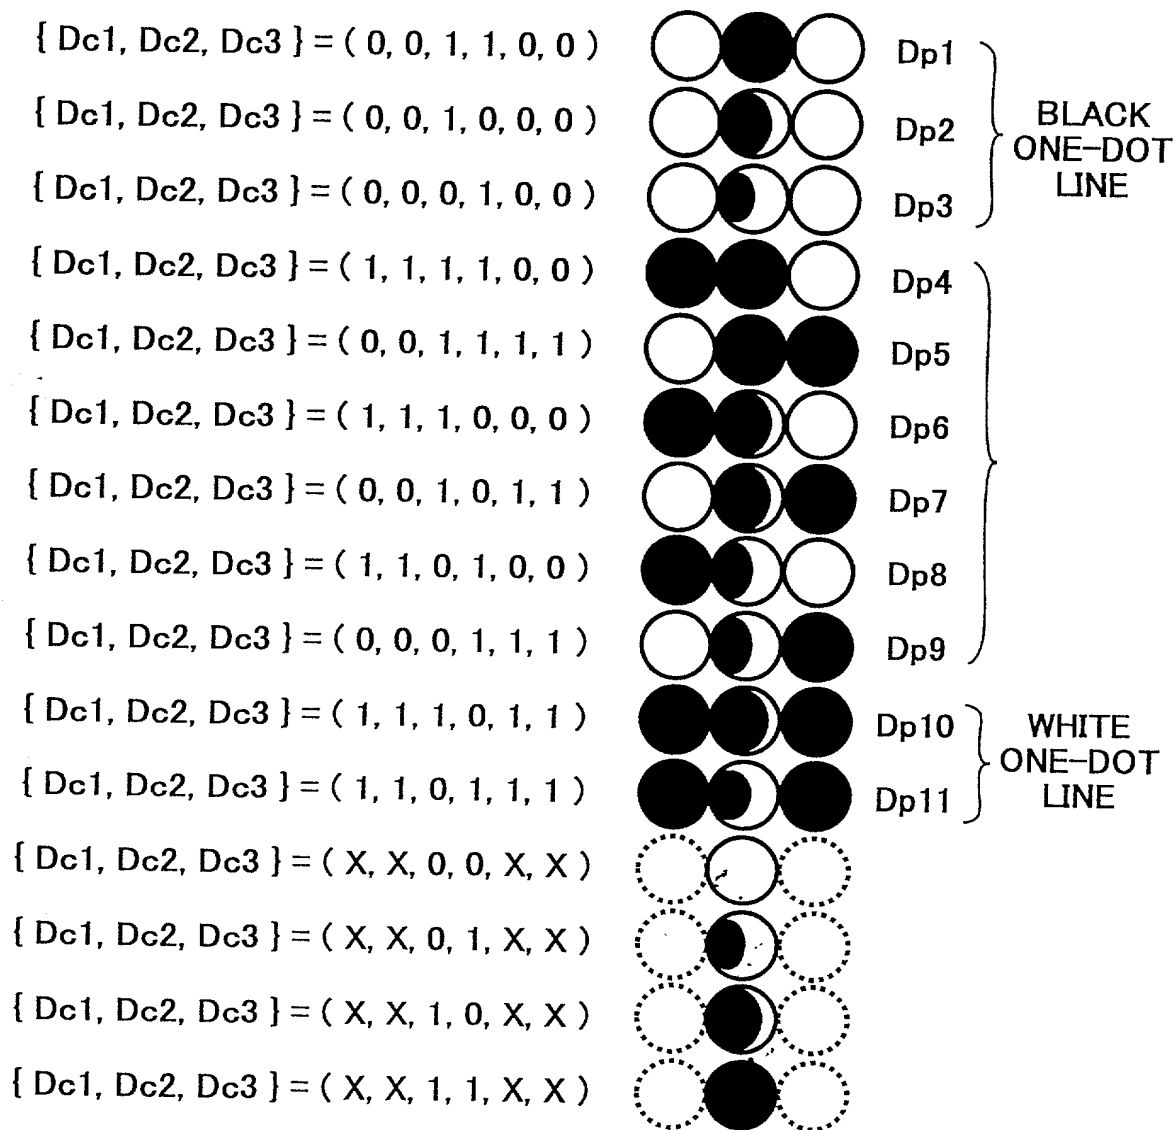 { Dc1, Dc2, Dc3 } = ( 0, 0, 1, 1, 0, 0 ) Dp1
{ Dc1, Dc2, Dc3 } = ( 0, 0, 1, 0, 0, 0 ) Dp2
{ Dc1, Dc2, Dc3 } = ( 0, 0, 0, 1, 0, 0 ) Dp3
BLACK
ONE-DOT
LINE
{ Dc1, Dc2, Dc3 } = ( 1, 1, 1, 1, 0, 0 ) Dp4
{ Dc1, Dc2, Dc3 } = ( 0, 0, 1, 1, 1, 1 ) Dp5
{ Dc1, Dc2, Dc3 } = ( 1, 1, 1, 0, 0, 0 ) Dp6
{ Dc1, Dc2, Dc3 } = ( 0, 0, 1, 0, 1, 1 ) Dp7
{ Dc1, Dc2, Dc3 } = ( 1, 1, 0, 1, 0, 0 ) Dp8
{ Dc1, Dc2, Dc3 } = ( 0, 0, 0, 1, 1, 1 ) Dp9
{ Dc1, Dc2, Dc3 } = ( 1, 1, 1, 0, 1, 1 ) Dp10
{ Dc1, Dc2, Dc3 } = ( 1, 1, 0, 1, 1, 1 ) Dp11
WHITE
ONE-DOT
LINE
{ Dc1, Dc2, Dc3 } = ( X, X, 0, 0, X, X )
{ Dc1, Dc2, Dc3 } = ( X, X, 0, 1, X, X )
{ Dc1, Dc2, Dc3 } = ( X, X, 1, 0, X, X )
{ Dc1, Dc2, Dc3 } = ( X, X, 1, 1, X, X )